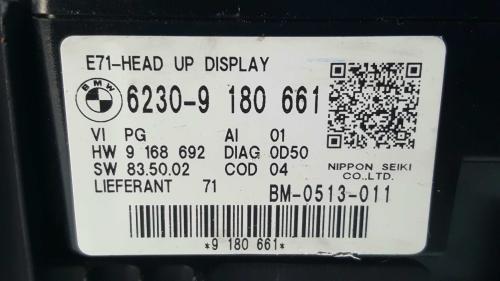 E71-HEAD UP DISPLAY
BMW 6230-9 180 661
VI PG AI 01
HW 9 168 692 DIAG 0D50
SW 83.50.02 COD 04
LIEFERANT 71
NIPPON SEIKI
CO.,LTD.
BM-0513-011
*9 180 661*